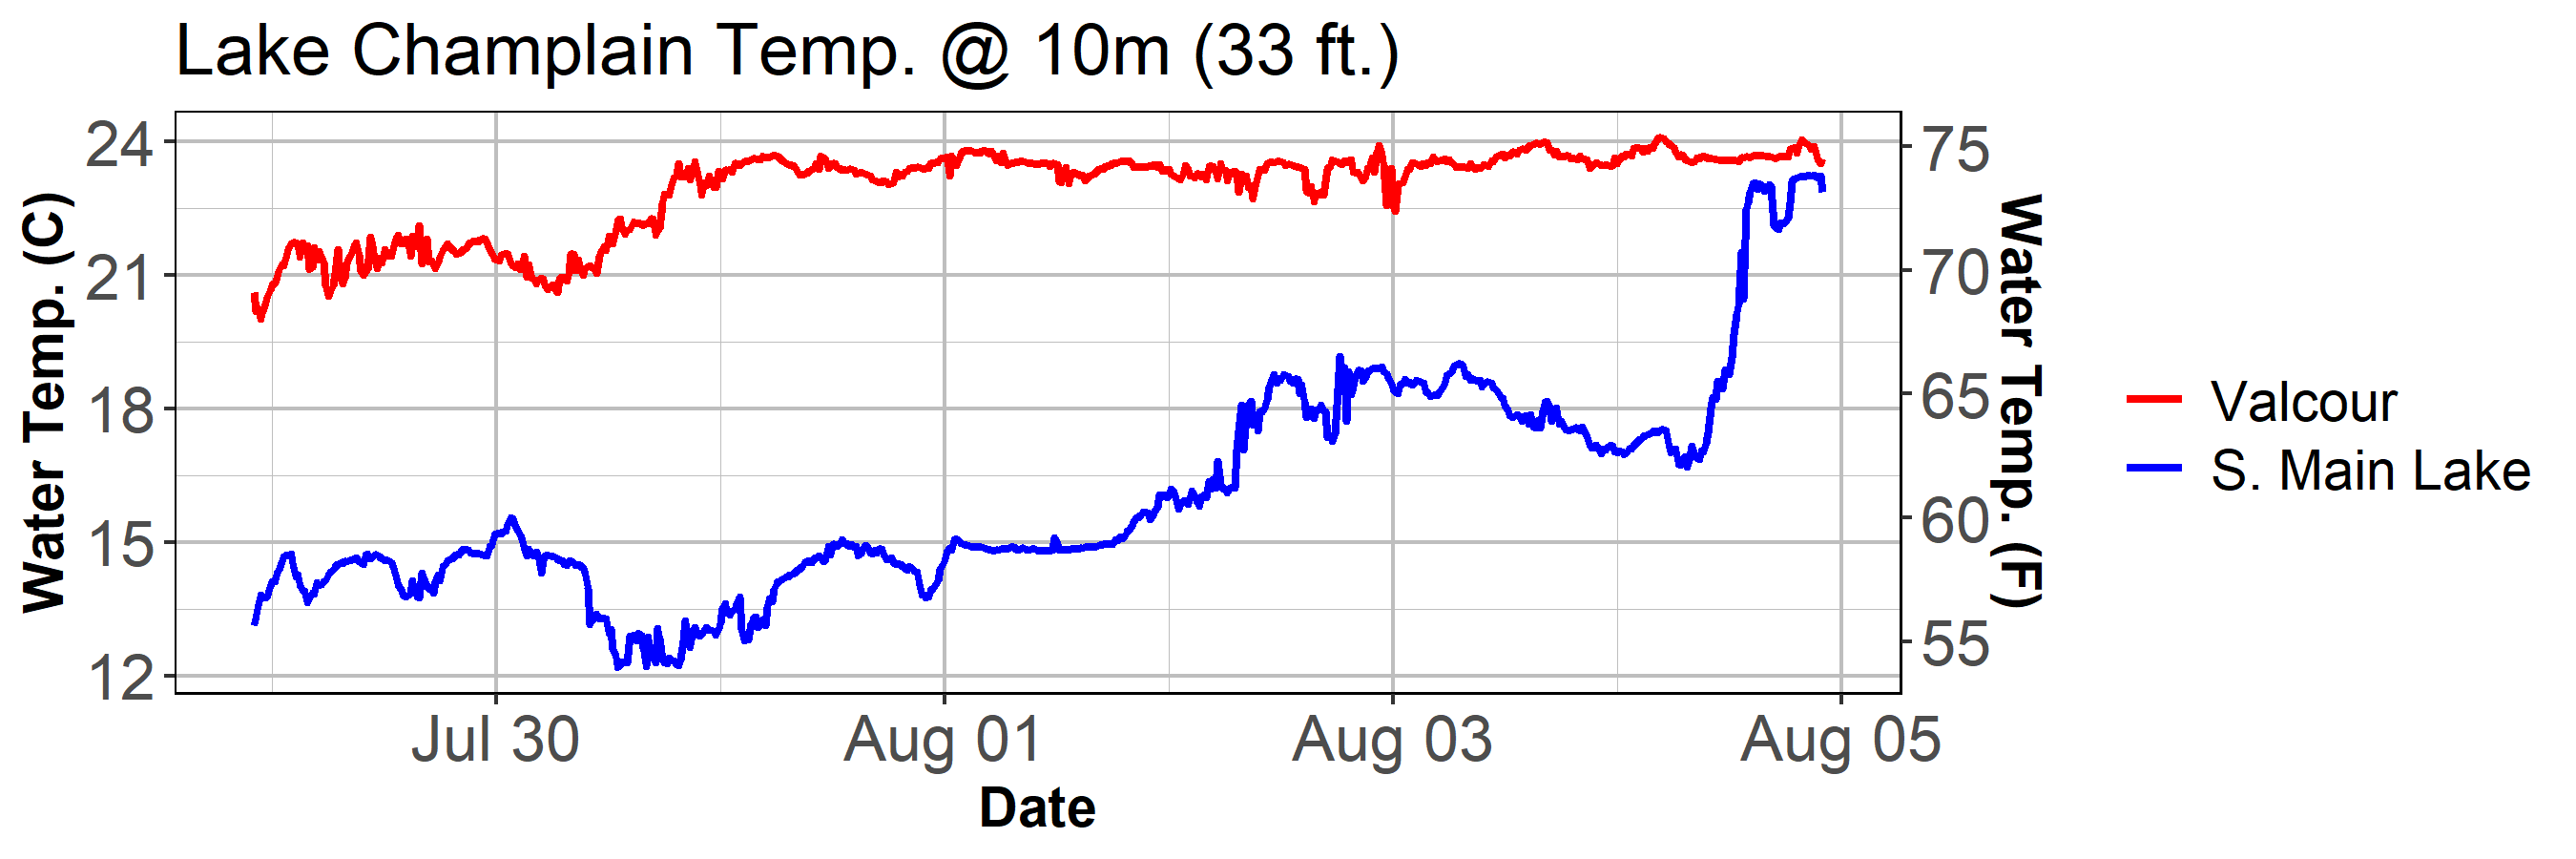 Lake Champlain Temp. @ 10m (33 ft.)
Water Temp. (C)
24
21
18
15
12
75
70
65
60
55
Water Temp. (F)
Jul 30
Aug 01
Aug 03
Aug 05
Date
Valcour
S. Main Lake